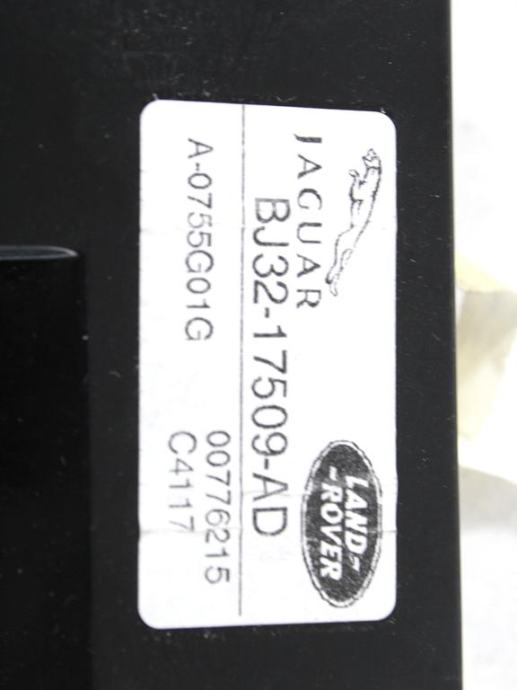 JAGUAR
LAND-
-ROVER
BJ32-17509-AD
A-0755G01G
00776215
C4117